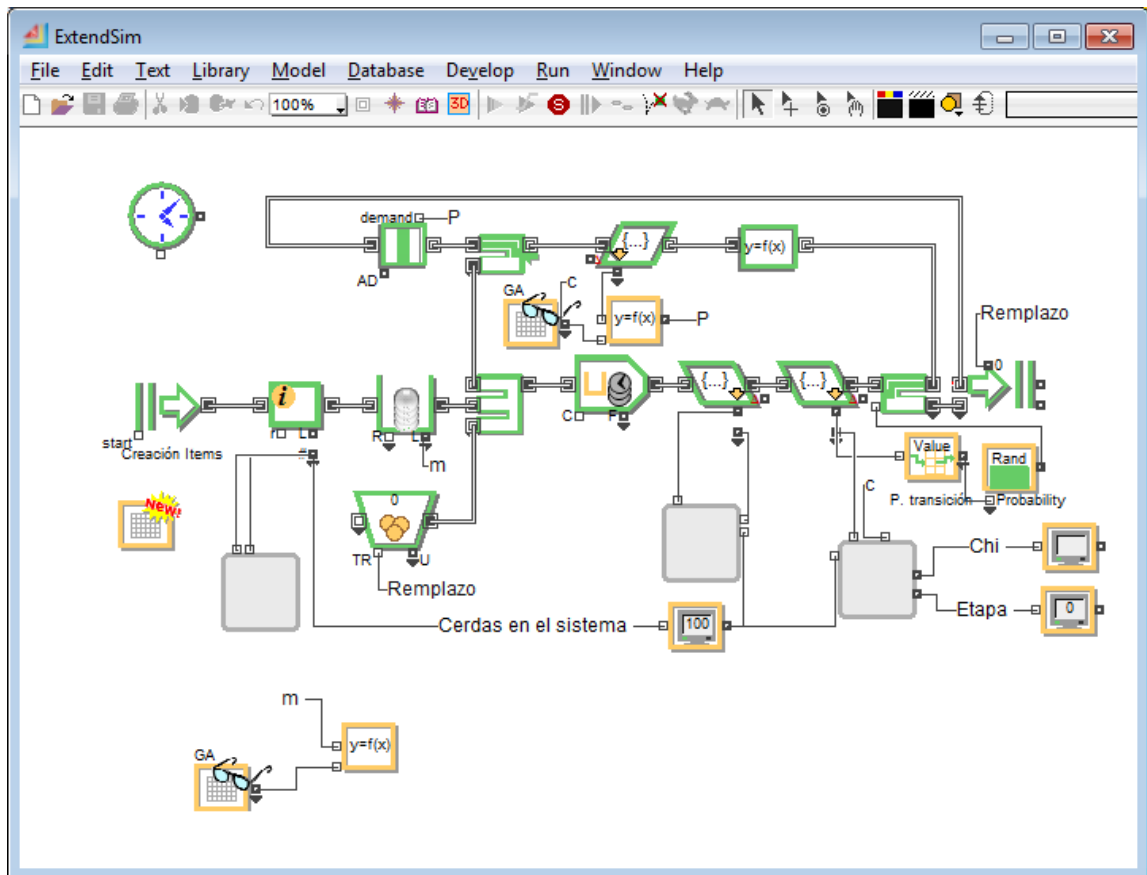 ExtendSim
File Edit Text Library Model Database Develop Run Window Help
100% 3D S
demand P
{...}
y=f(x)
AD
GA C
y=f(x) P
Remplazo
0
{...} {...}
i
start
Creación Items
r L
#
R L
m
C F
Value
Rand
P. transición
Probability
C
New!
0
TR U
Remplazo
Chi
Cerdas en el sistema
100
Etapa
0
m
y=f(x)
GA